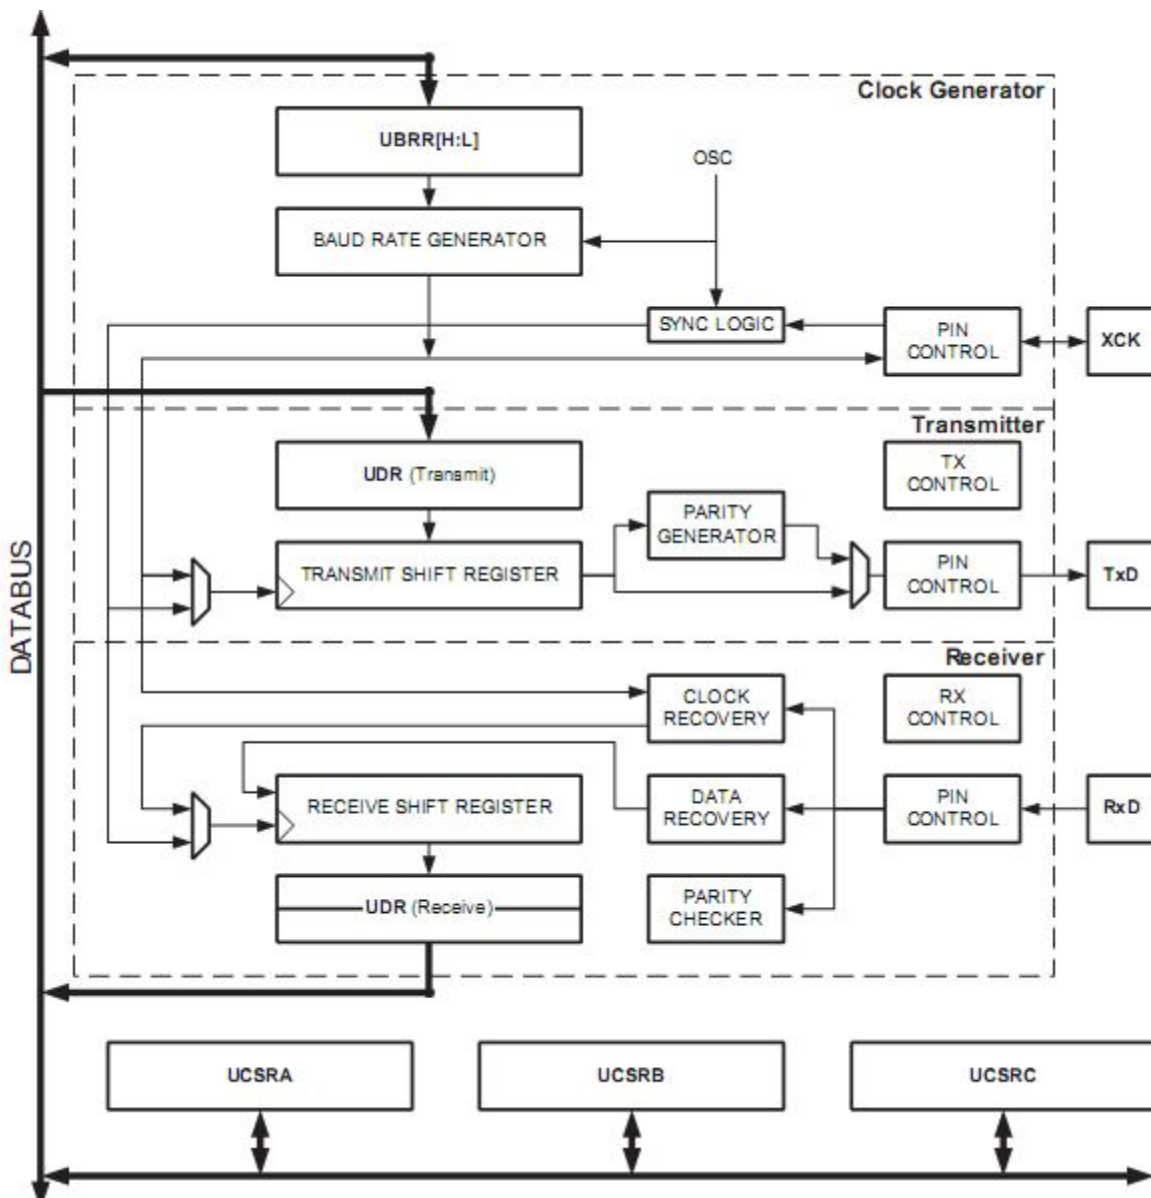 Clock Generator
UBRR[H:L]
OSC
BAUD RATE GENERATOR
SYNC LOGIC
PIN
CONTROL
XCK
Transmitter
UDR (Transmit)
TX
CONTROL
PARITY
GENERATOR
TRANSMIT SHIFT REGISTER
PIN
CONTROL
TxD
DATABUS
Receiver
CLOCK
RECOVERY
RX
CONTROL
RECEIVE SHIFT REGISTER
DATA
RECOVERY
PIN
CONTROL
RxD
UDR (Receive)
PARITY
CHECKER
UCSRA
UCSRB
UCSRC